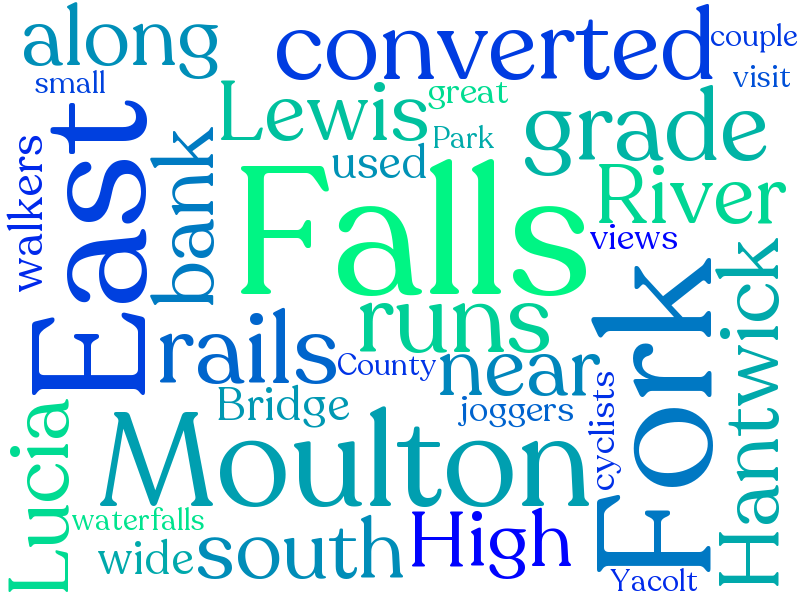 along
converted
couple
small
visit
Lewis
great
grade
East
walkers
bank
Park
used
Falls
River
views
Fork
Hantwick
rails
runs
County
near
Bridge
joggers
cyclists
Lucia
Moulton
waterfalls
wide
south
High
Yacolt